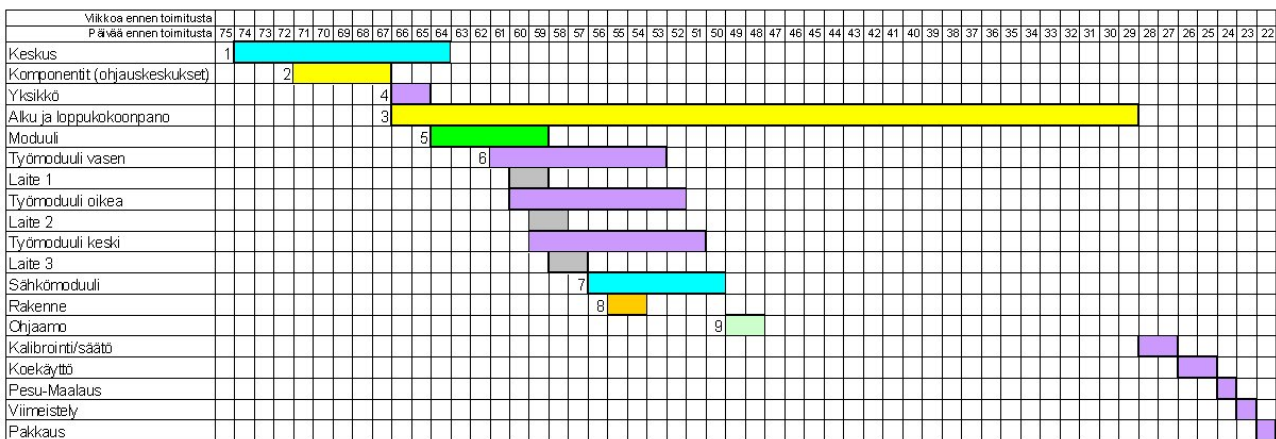 Viikkoa ennen toimitusta
Päivää ennen toimitusta 75 74 73 72 71 70 69 68 67 66 65 64 63 62 61 60 59 58 57 56 55 54 53 52 51 50 49 48 47 46 45 44 43 42 41 40 39 38 37 36 35 34 33 32 31 30 29 28 27 26 25 24 23 22
Keskus 1
Komponentit (ohjauskeskukset) 2
Yksikkö 4
Alku ja loppukokoonpano 3
Moduuli 5
Työmoduuli vasen 6
Laite 1
Työmoduuli oikea
Laite 2
Työmoduuli keski
Laite 3
Sähkömoduuli 7
Rakenne 8
Ohjaamo 9
Kalibrointi/säätö
Koekäyttö
Pesu-Maalaus
Viimeistely
Pakkaus